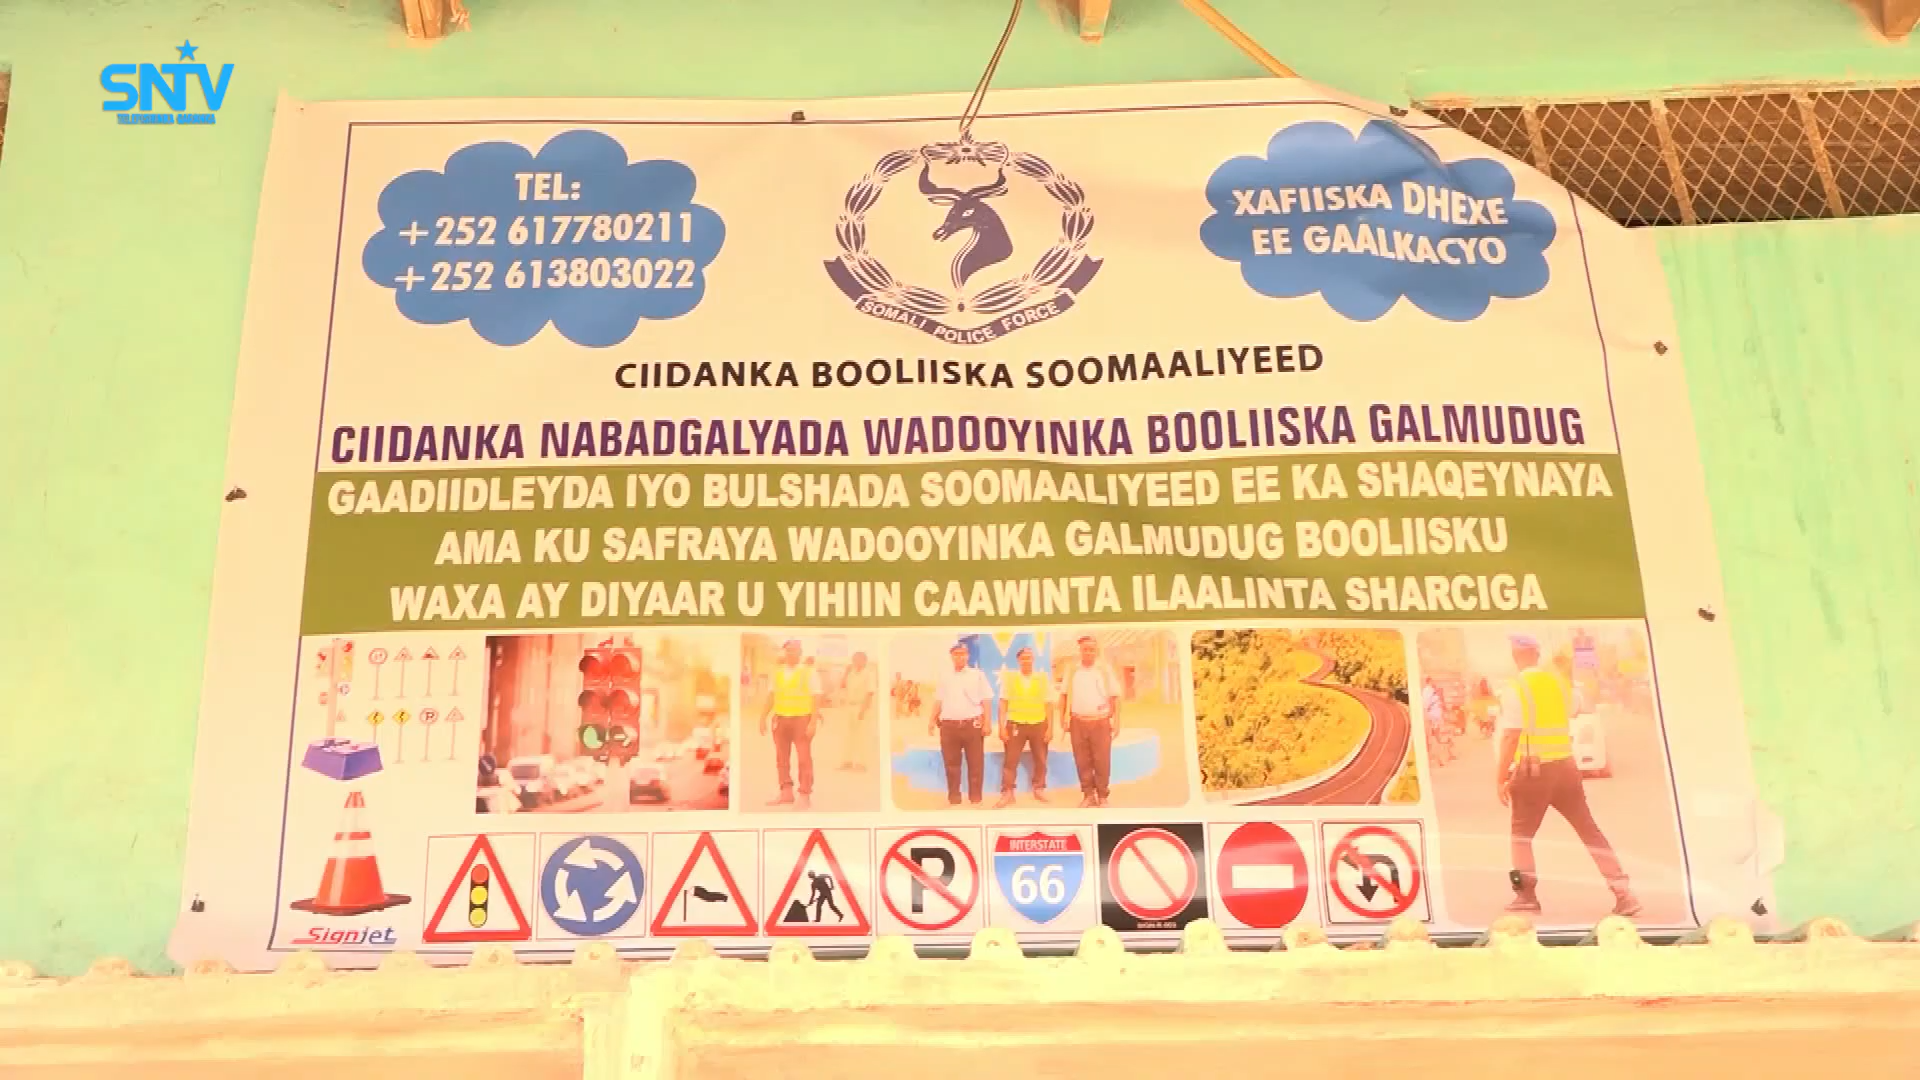 SNTV
TEL:
+252 617780211
+252 613803022
SOMALI POLICE FORCE
XAFIISKA DHEXE
EE GAALKACYO
CIIDANKA BOOLIISKA SOOMAALIYEED
CIIDANKA NABADGALYADA WADOOYINKA BOOLIISKA GALMUDUG
GAADIIDLEYDA IYO BULSHADA SOOMAALIYEED EE KA SHAQEYNAYA
AMA KU SAFRAYA WADOOYINKA GALMUDUG BOOLIISKU
WAXA AY DIYAAR U YIHIIN CAAWINTA ILAALINTA SHARCIGA
P
P
INTERSTATE
66
Signjet